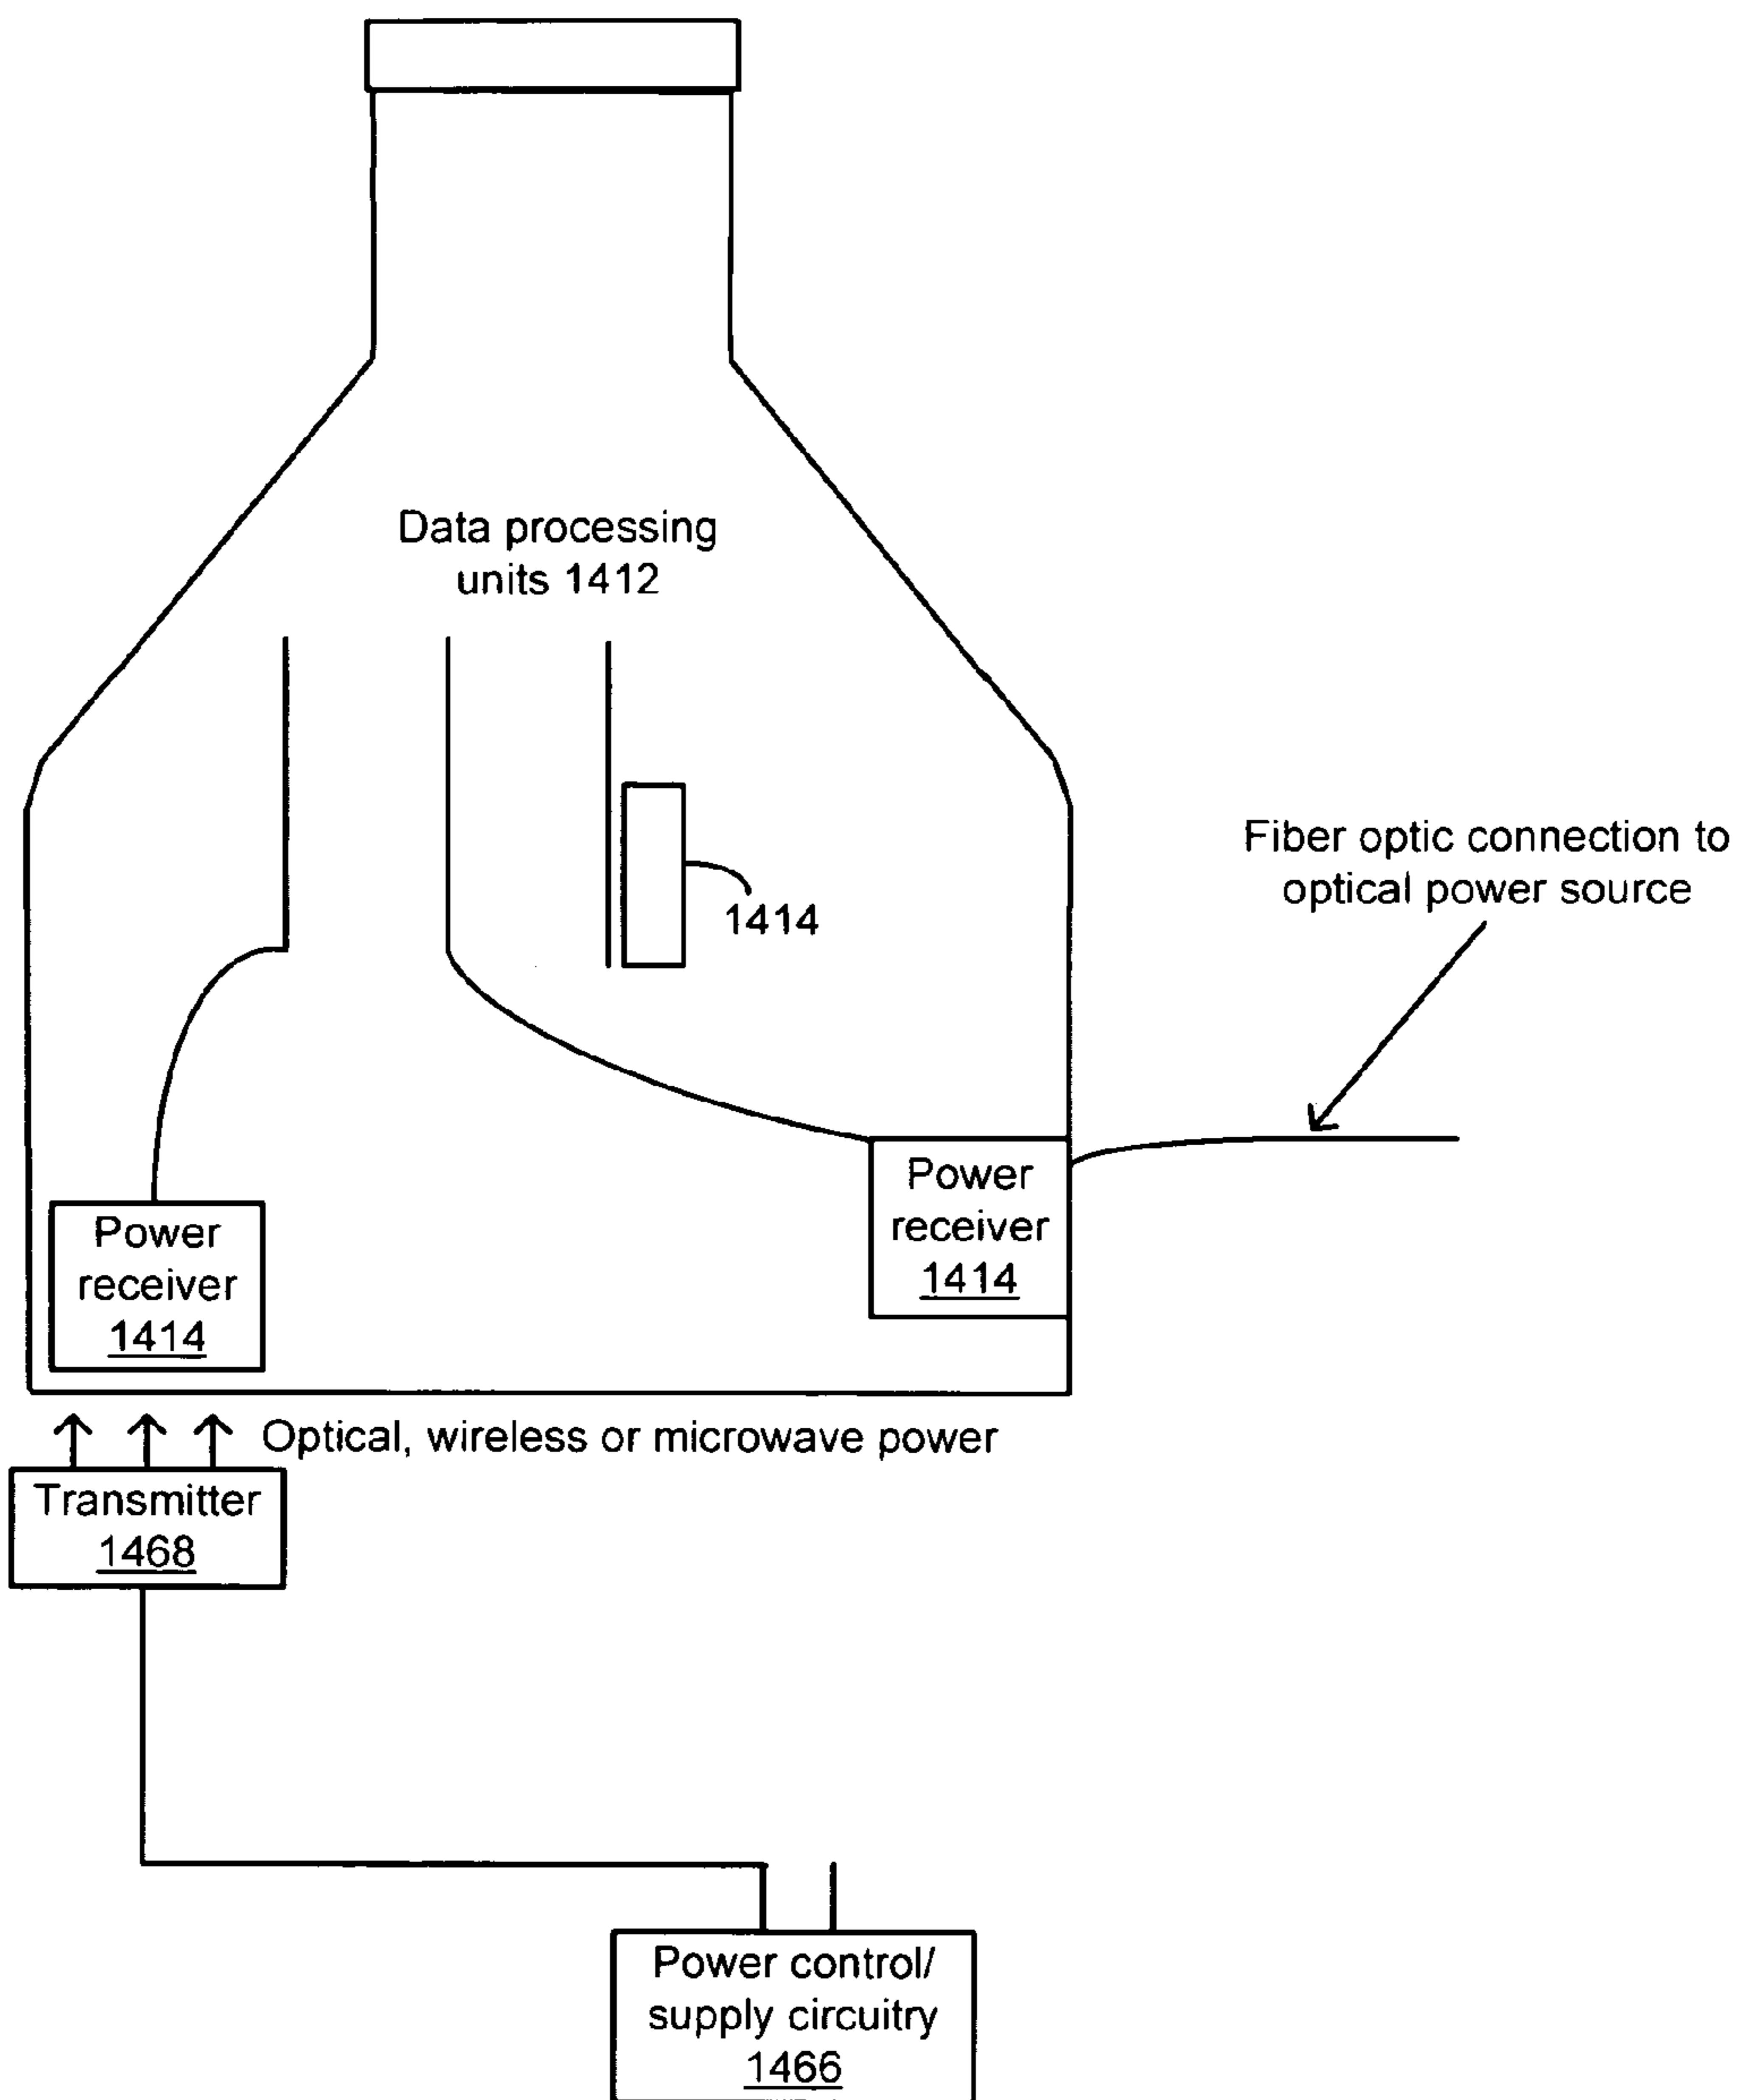 Data processing
units 1412
1414
Fiber optic connection to
optical power source
Power
receiver
1414
Power
receiver
1414
Optical, wireless or microwave power
Transmitter
1468
Power control/
supply circuitry
1466